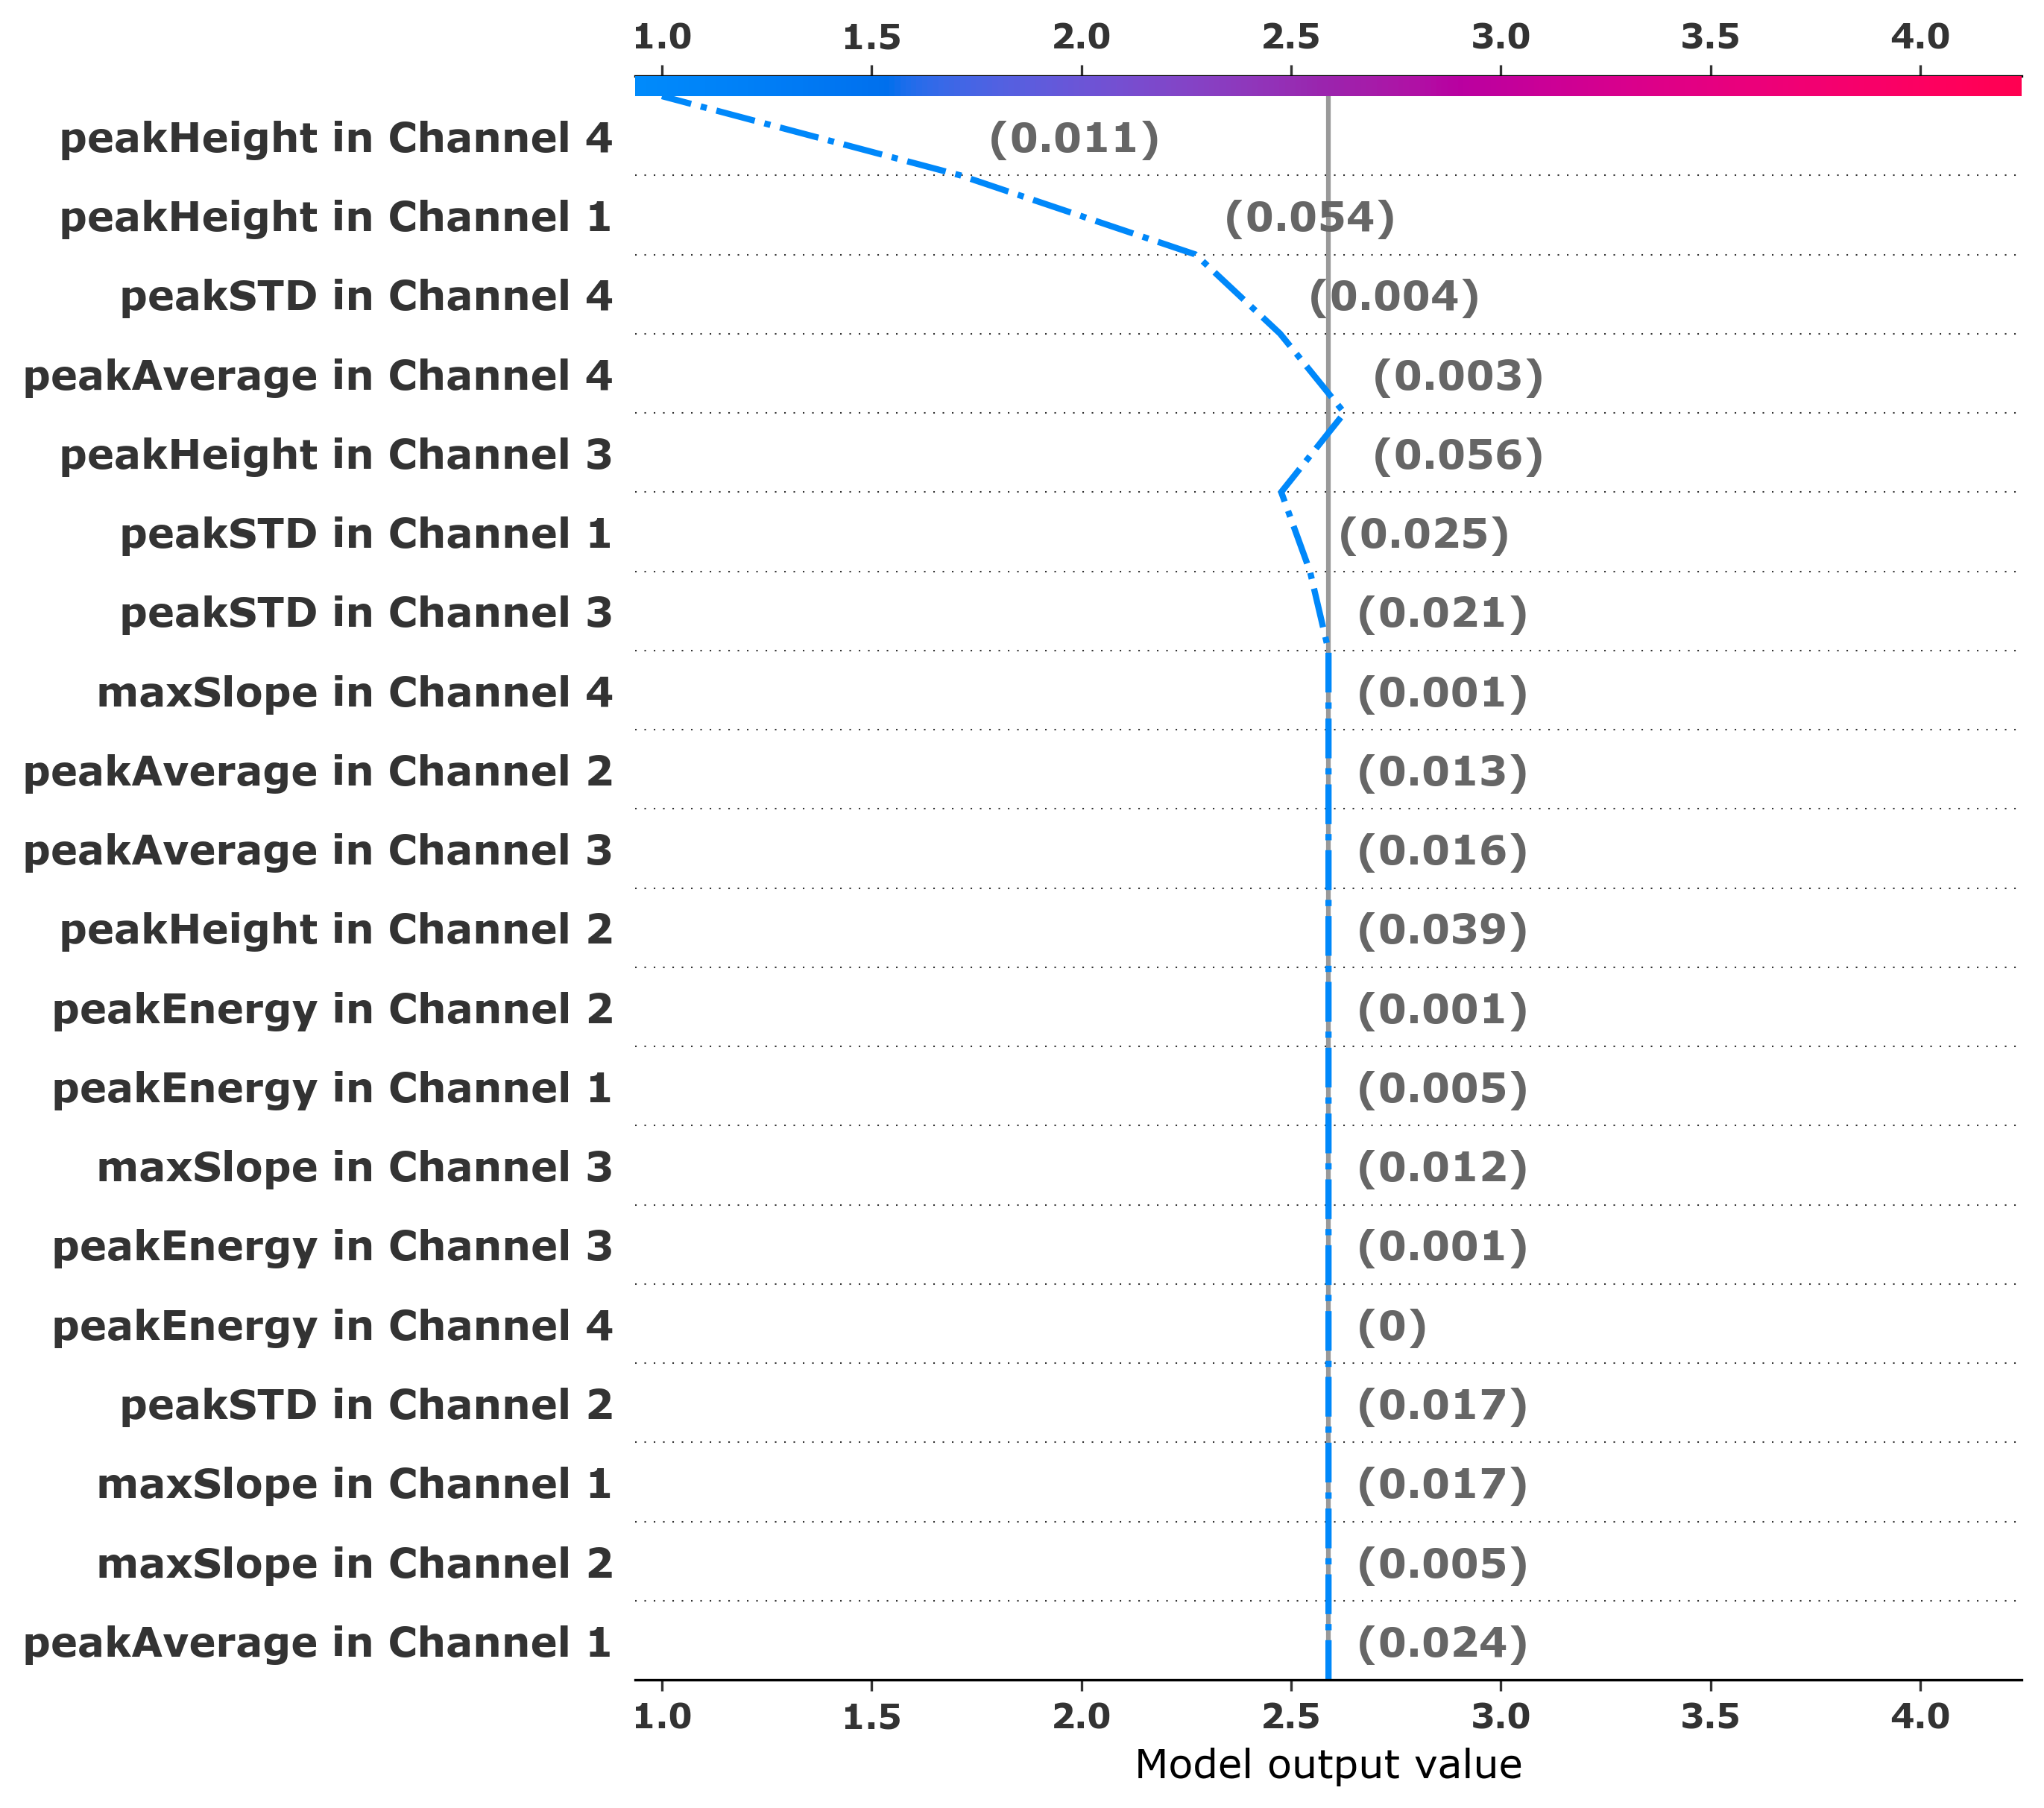 1.0 1.5 2.0 2.5 3.0 3.5 4.0
peakHeight in Channel 4 (0.011)
peakHeight in Channel 1 (0.054)
peakSTD in Channel 4 (0.004)
peakAverage in Channel 4 (0.003)
peakHeight in Channel 3 (0.056)
peakSTD in Channel 1 (0.025)
peakSTD in Channel 3 (0.021)
maxSlope in Channel 4 (0.001)
peakAverage in Channel 2 (0.013)
peakAverage in Channel 3 (0.016)
peakHeight in Channel 2 (0.039)
peakEnergy in Channel 2 (0.001)
peakEnergy in Channel 1 (0.005)
maxSlope in Channel 3 (0.012)
peakEnergy in Channel 3 (0.001)
peakEnergy in Channel 4 (0)
peakSTD in Channel 2 (0.017)
maxSlope in Channel 1 (0.017)
maxSlope in Channel 2 (0.005)
peakAverage in Channel 1 (0.024)
1.0 1.5 2.0 2.5 3.0 3.5 4.0
Model output value